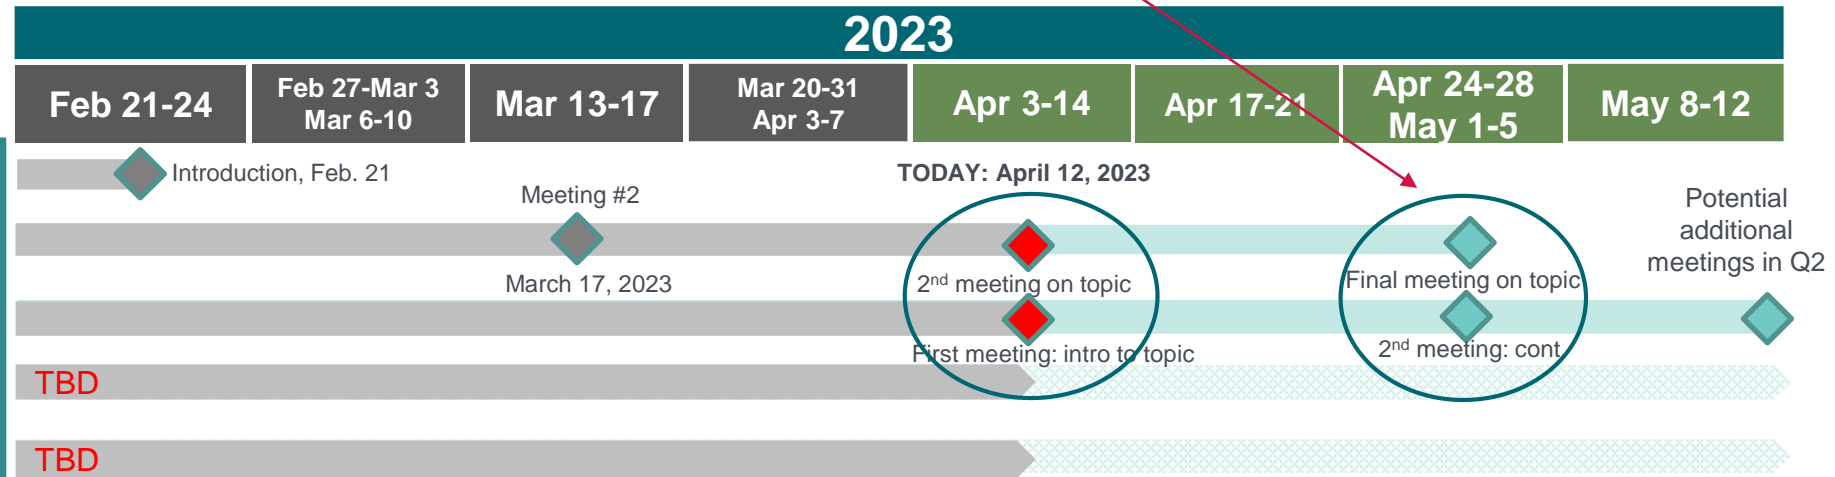 2023
Feb 21-24
Feb 27-Mar 3
Mar 6-10
Mar 13-17
Mar 20-31
Apr 3-7
Apr 3-14
Apr 17-21
Apr 24-28
May 1-5
May 8-12
Introduction, Feb. 21
TODAY: April 12, 2023
Meeting #2
March 17, 2023
2nd meeting on topic
Final meeting on topic
Potential
additional
meetings in Q2
First meeting: intro to topic
2nd meeting: cont.
TBD
TBD